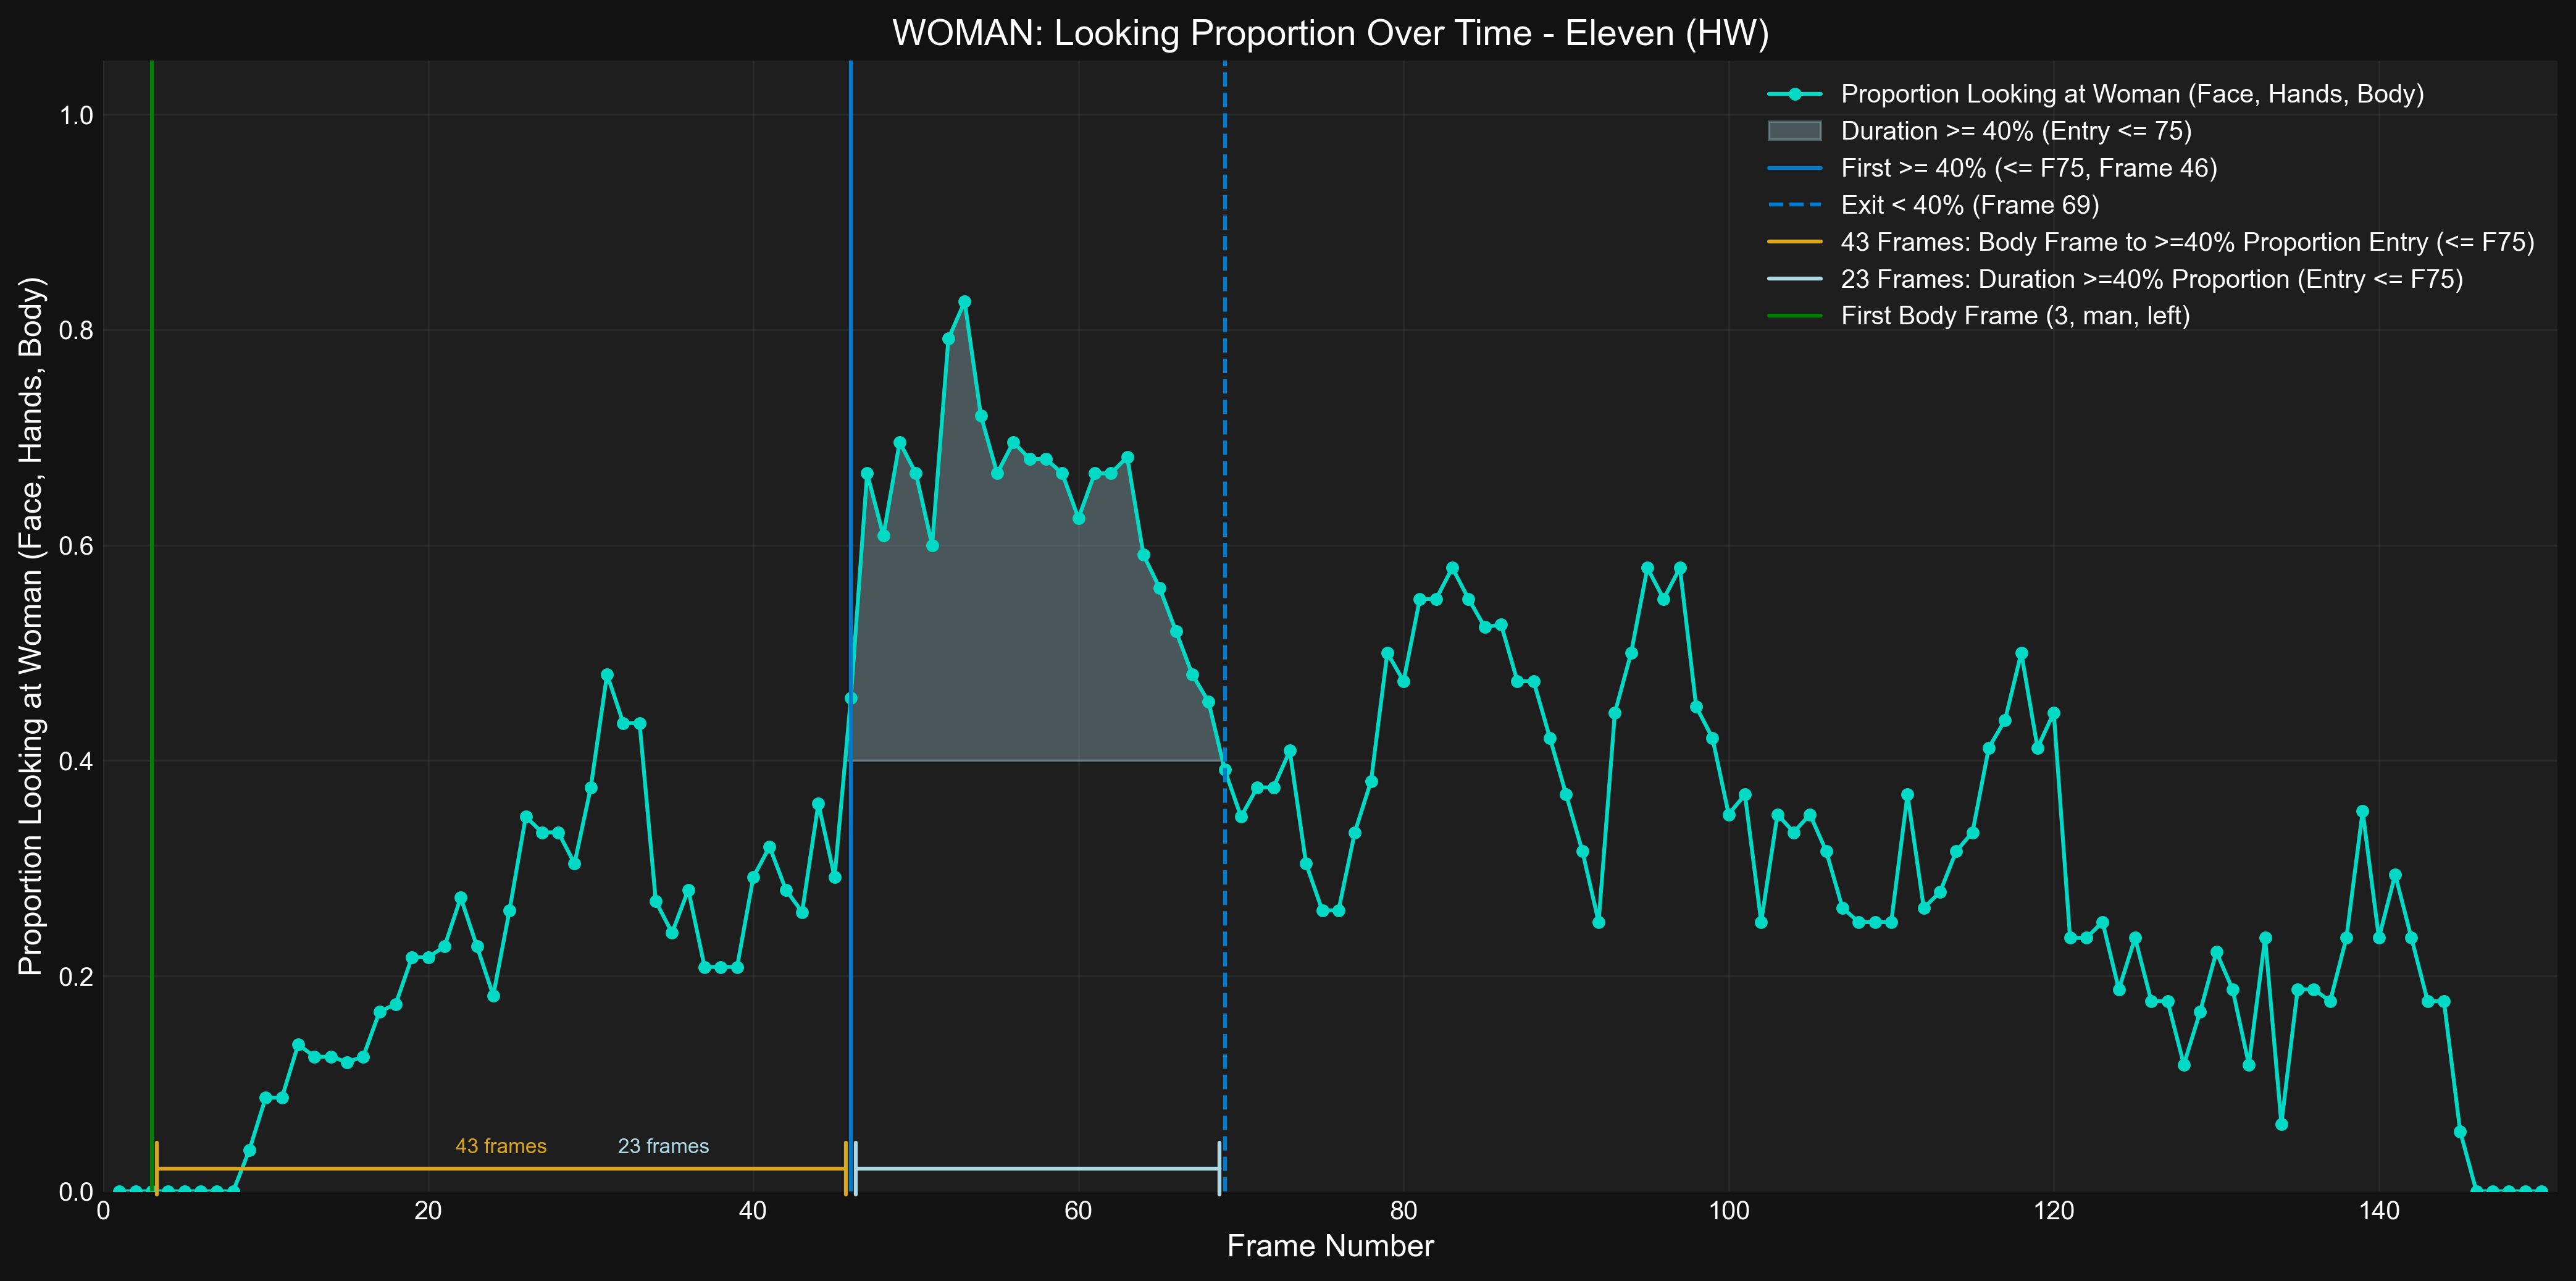 WOMAN: Looking Proportion Over Time - Eleven (HW)
Proportion Looking at Woman (Face, Hands, Body)
1.0
0.8
0.6
0.4
0.2
0.0
Proportion Looking at Woman (Face, Hands, Body)
Duration >= 40% (Entry <= 75)
First >= 40% (<= F75, Frame 46)
Exit < 40% (Frame 69)
43 Frames: Body Frame to >=40% Proportion Entry (<= F75)
23 Frames: Duration >=40% Proportion (Entry <= F75)
First Body Frame (3, man, left)
43 frames
23 frames
0 20 40 60 80 100 120 140
Frame Number